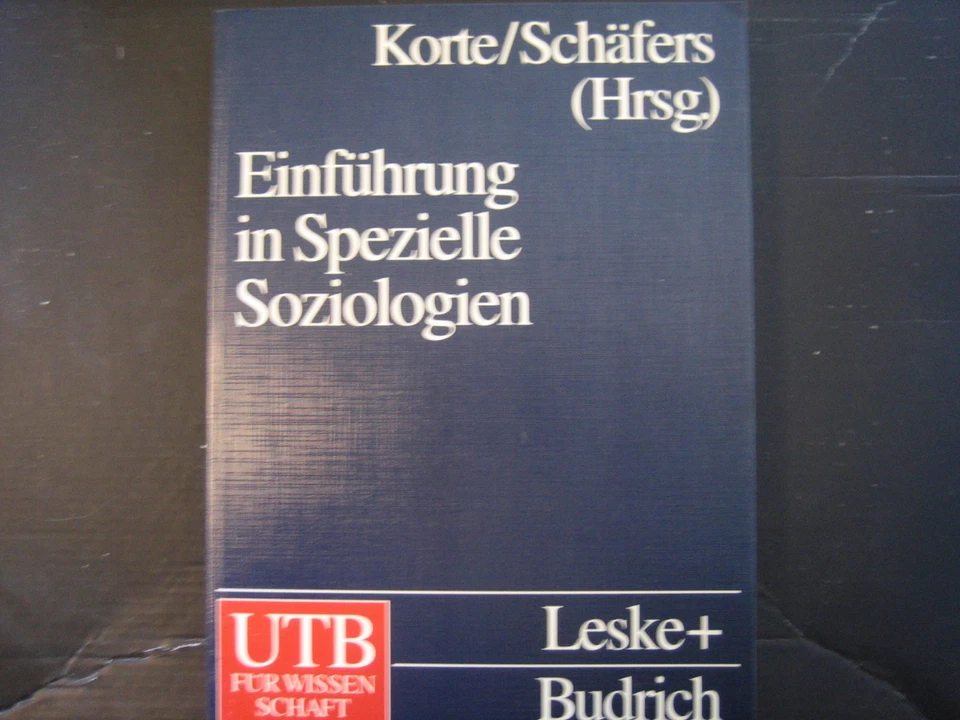 Korte/Schäfers
(Hrsg.)
Einführung
in Spezielle
Soziologien
Leske+
Budrich
UTB
FÜR WISSEN
SCHAFT